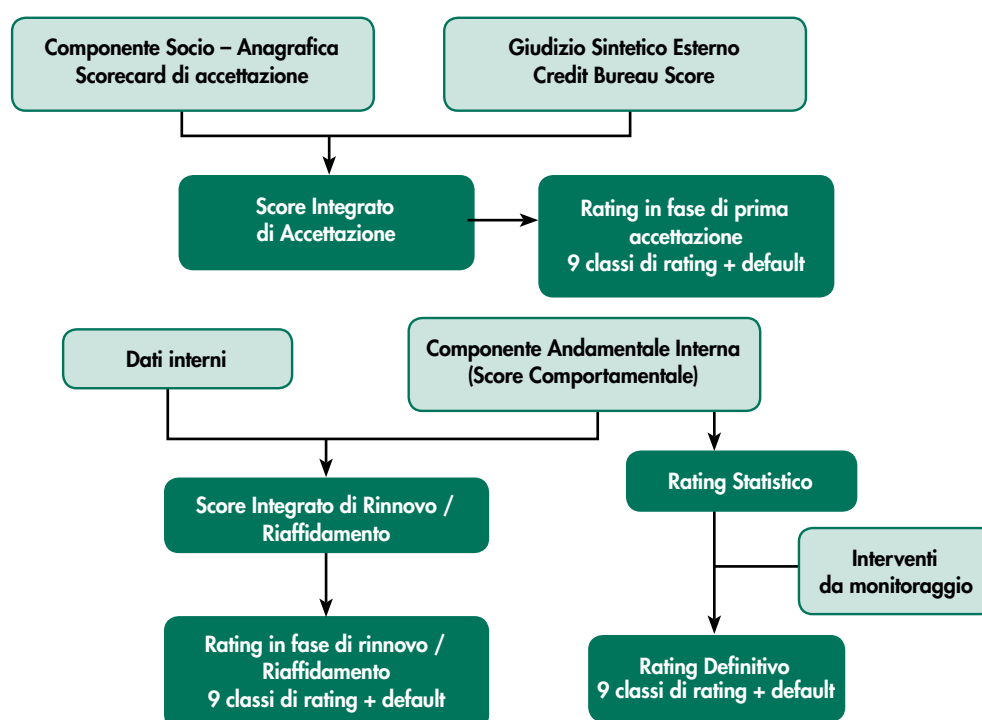 Componente Socio – Anagrafica
Scorecard di accettazione
Giudizio Sintetico Esterno
Credit Bureau Score
Score Integrato
di Accettazione
Rating in fase di prima
accettazione
9 classi di rating + default
Dati interni
Componente Andamentale Interna
(Score Comportamentale)
Score Integrato di Rinnovo /
Riaffidamento
Rating Statistico
Interventi
da monitoraggio
Rating in fase di rinnovo /
Riaffidamento
9 classi di rating + default
Rating Definitivo
9 classi di rating + default